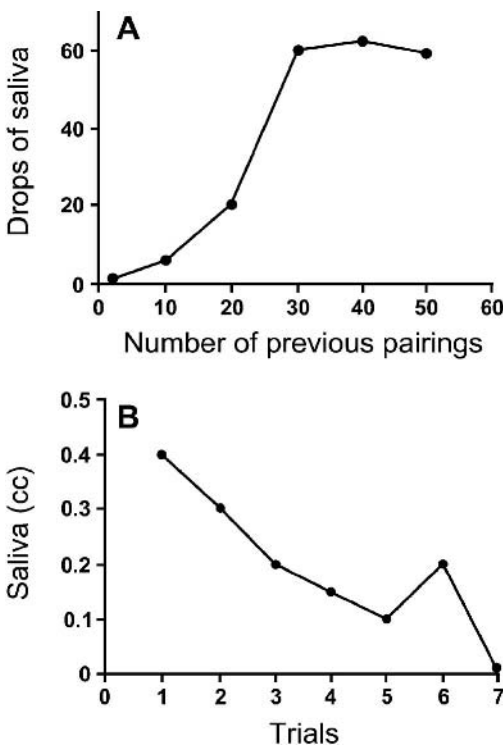 A
Drops of saliva
60
40
20
0
0 10 20 30 40 50 60
Number of previous pairings
B
Saliva (cc)
0.5
0.4
0.3
0.2
0.1
0
0 1 2 3 4 5 6 7
Trials